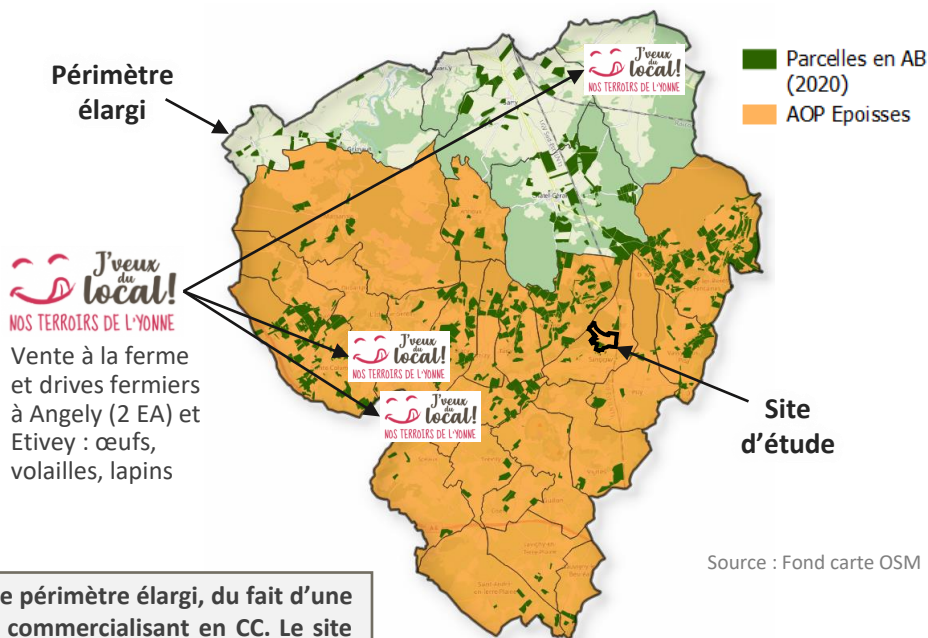 Périmètre
élargi
J'veux
du
local!
NOS TERROIRS DE L'YONNE
Parcelles en AB
(2020)
AOP Epoisses
J'veux
du
local!
NOS TERROIRS DE L'YONNE
Vente à la ferme
et drives fermiers
à Angely (2 EA) et
Etivey : œufs,
volailles, lapins
J'veux
du
local!
NOS TERROIRS DE L'YONNE
J'veux
du
local!
NOS TERROIRS DE L'YONNE
Site
d'étude
Source : Fond carte OSM
e périmètre élargi, du fait d'une
commercialisant en CC. Le site